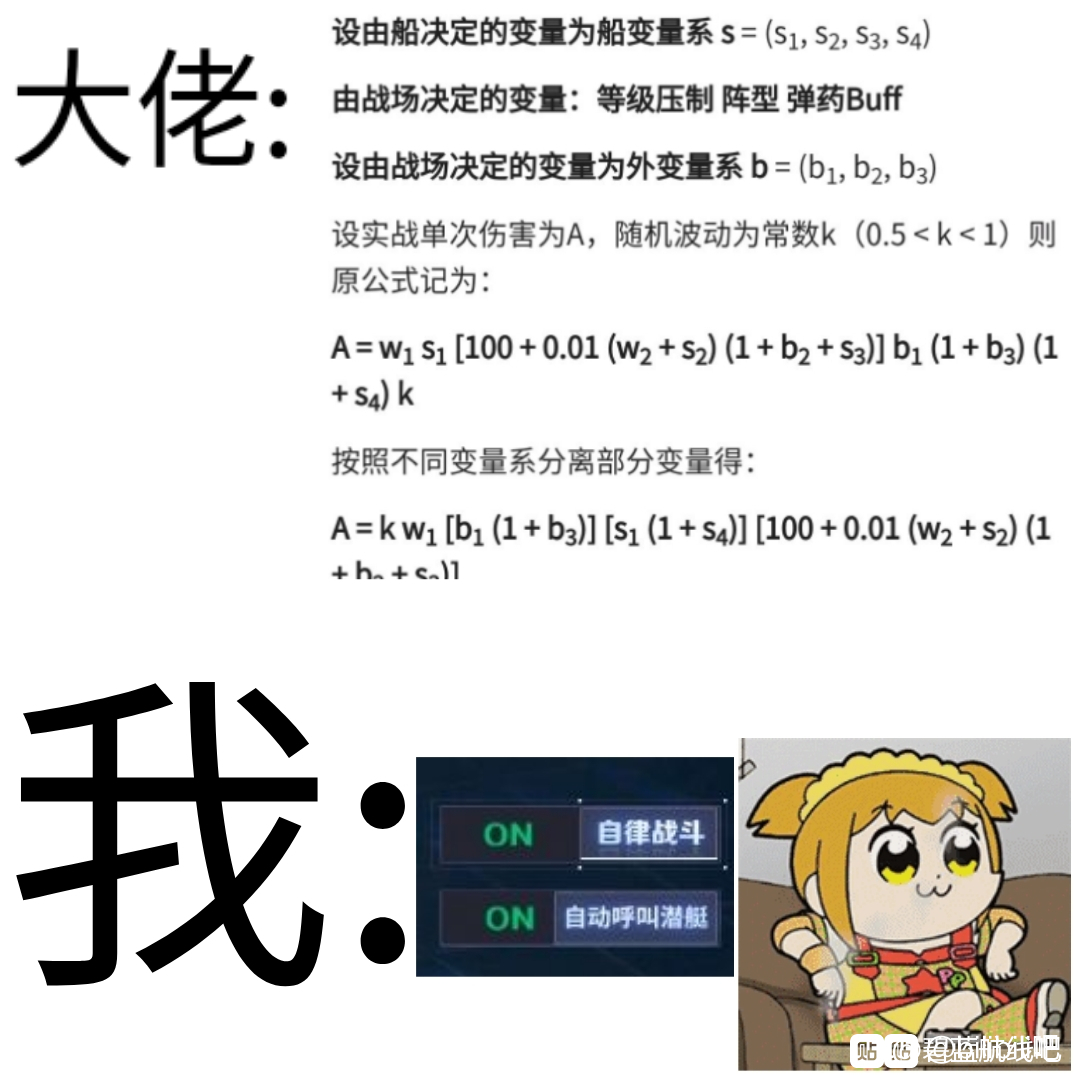 大佬:
设由船决定的变量为船变量系 s = (s₁, s₂, s₃, s₄)
由战场决定的变量：等级压制 阵型 弹药Buff
设由战场决定的变量为外变量系 b = (b₁, b₂, b₃)
设实战单次伤害为A，随机波动为常数k（0.5 < k < 1）则
原公式记为：
A = w₁ s₁ [100 + 0.01 (w₂ + s₂) (1 + b₂ + s₃)] b₁ (1 + b₃) (1
+ s₄) k
按照不同变量系分离部分变量得：
A = k w₁ [b₁ (1 + b₃)] [s₁ (1 + s₄)] [100 + 0.01 (w₂ + s₂) (1
+ b₂ + s₃)]
我:
ON 自律战斗
ON 自动呼叫潜艇
PP
贴 贴 碧蓝航线吧